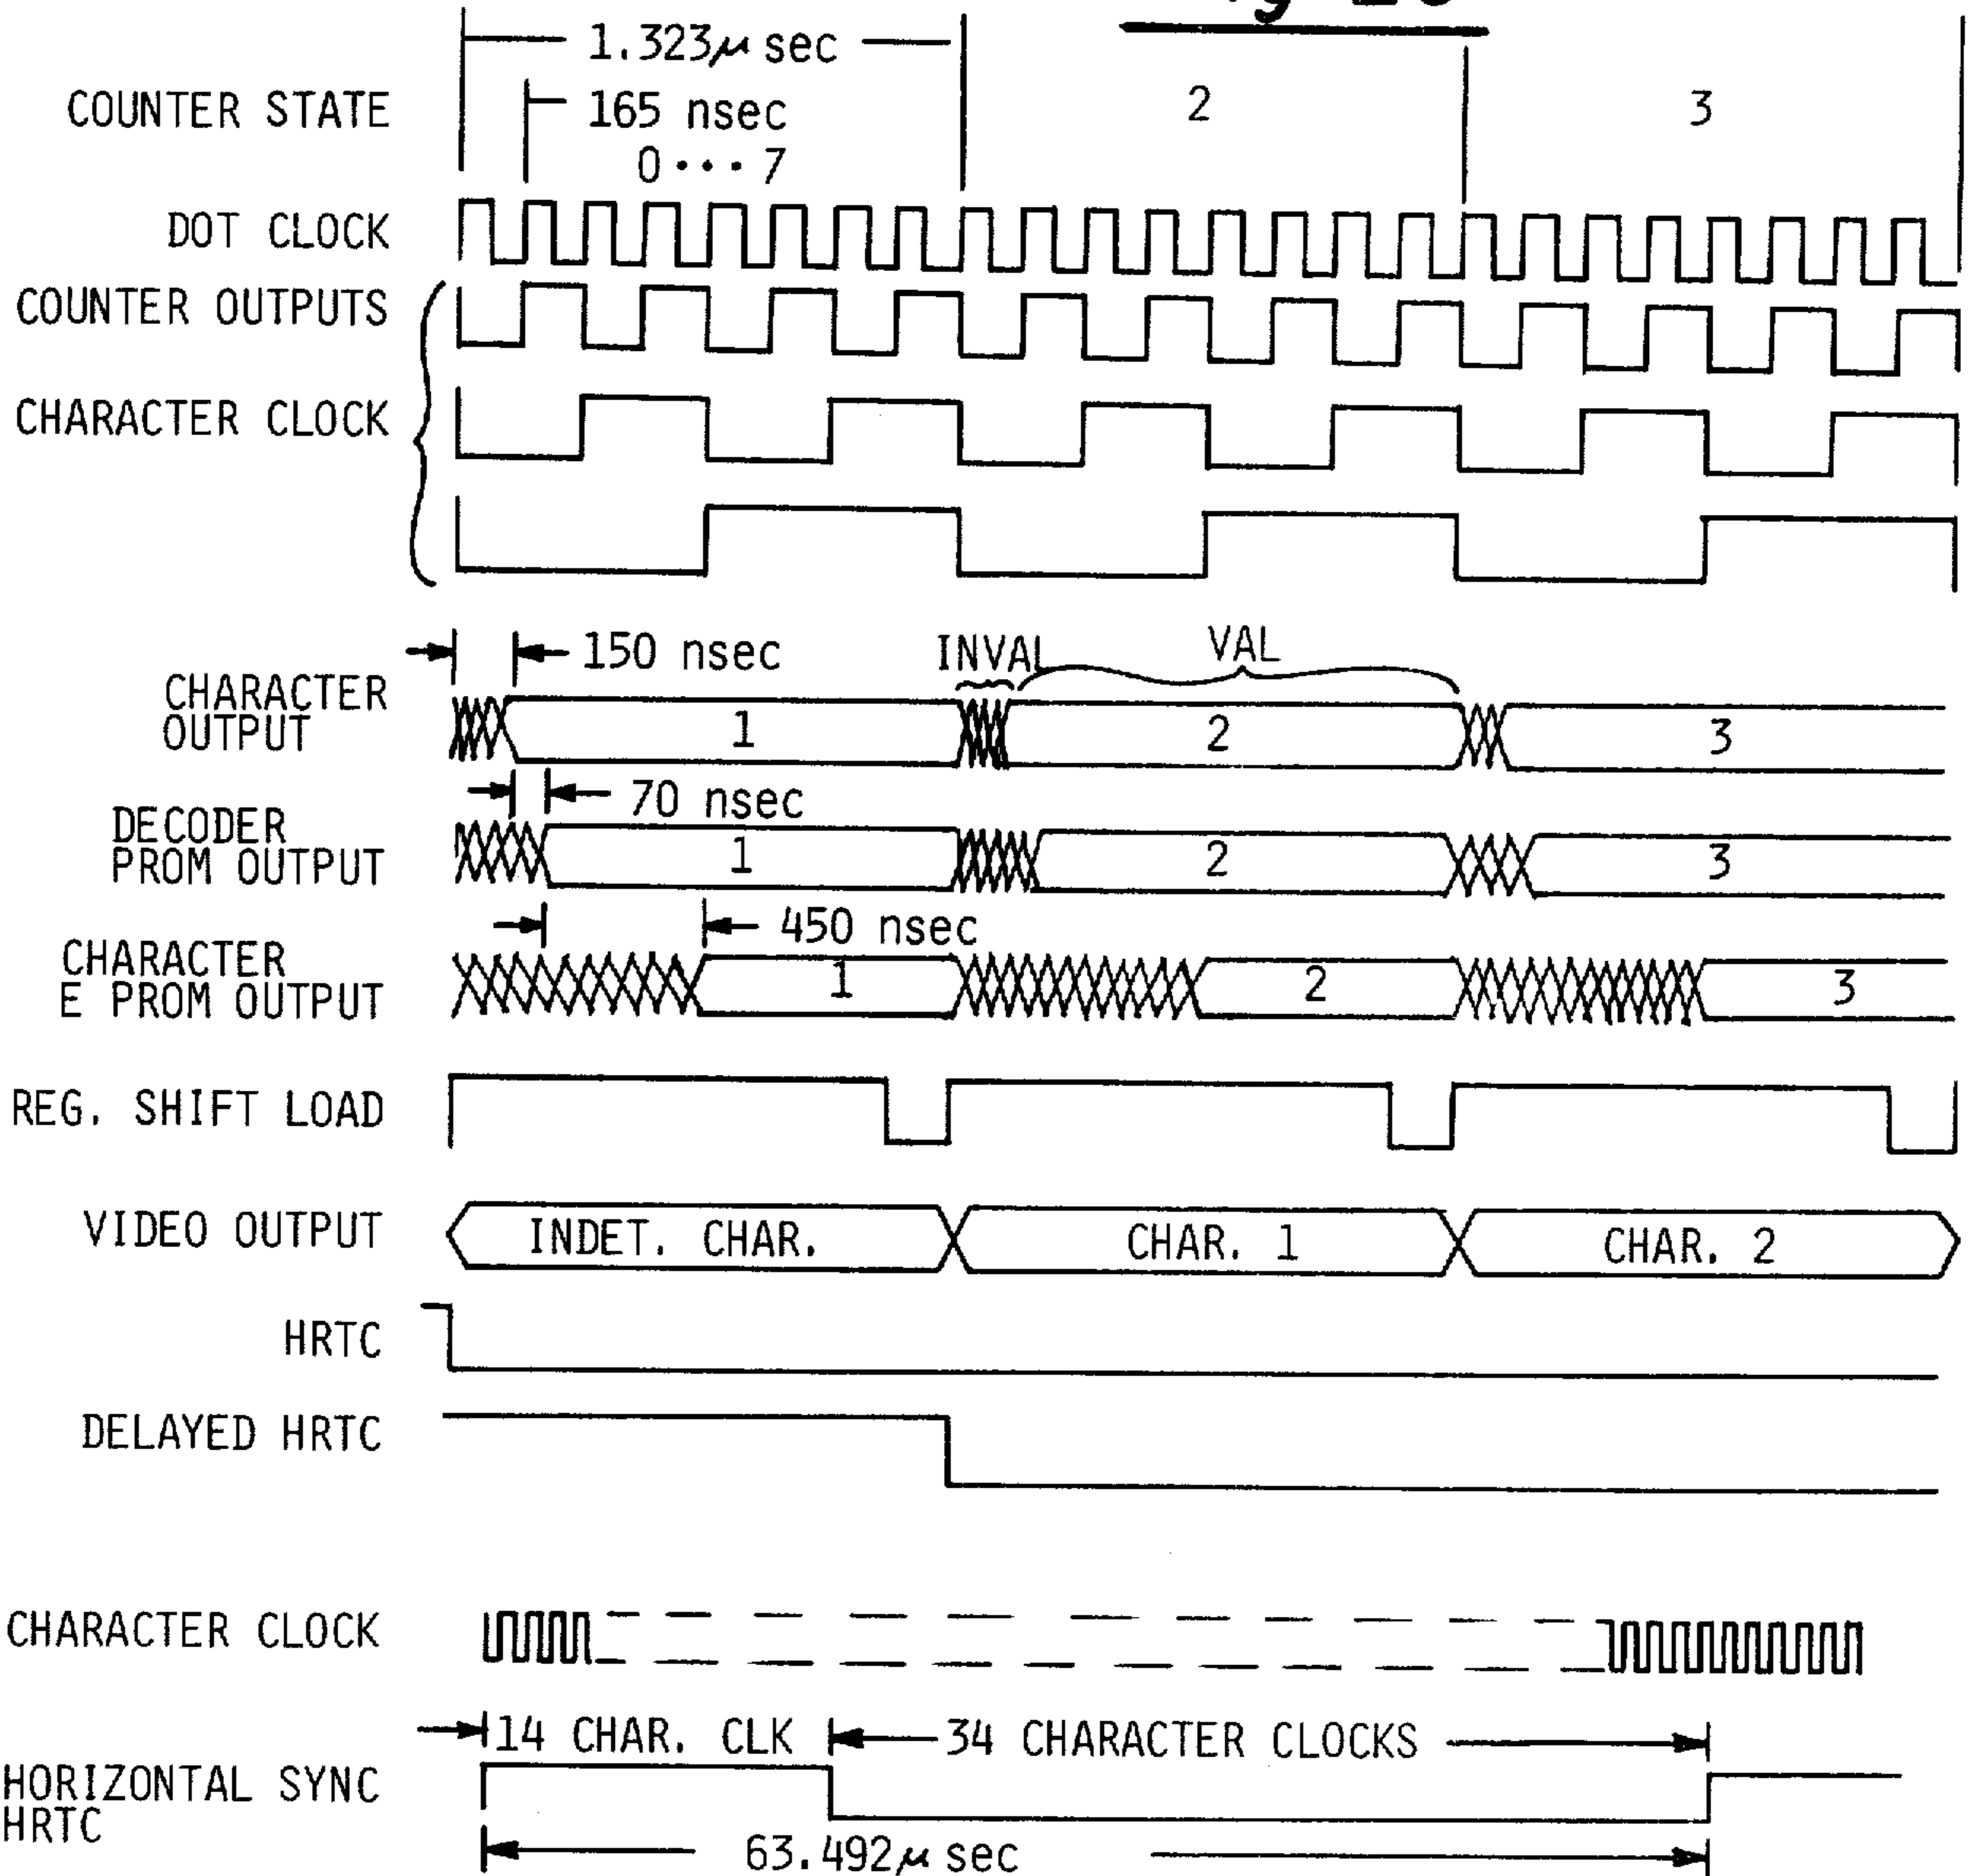 1.323μ sec
COUNTER STATE
165 nsec
2
3
0 · · · 7
DOT CLOCK
COUNTER OUTPUTS
CHARACTER CLOCK
150 nsec
INVAL
VAL
CHARACTER
OUTPUT
1
2
3
70 nsec
DECODER
PROM OUTPUT
1
2
3
450 nsec
CHARACTER
E PROM OUTPUT
1
2
3
REG. SHIFT LOAD
VIDEO OUTPUT
INDET. CHAR.
CHAR. 1
CHAR. 2
HRTC
DELAYED HRTC
CHARACTER CLOCK
14 CHAR. CLK
34 CHARACTER CLOCKS
HORIZONTAL SYNC
HRTC
63.492μ sec